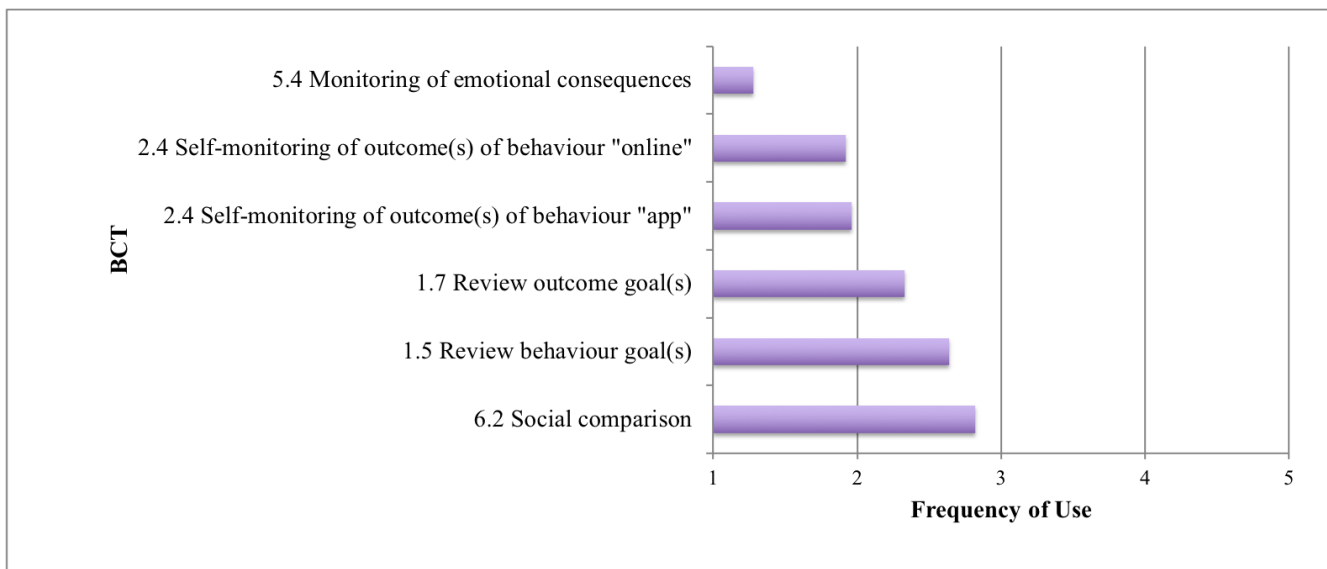 5.4 Monitoring of emotional consequences
2.4 Self-monitoring of outcome(s) of behaviour "online"
2.4 Self-monitoring of outcome(s) of behaviour "app"
1.7 Review outcome goal(s)
1.5 Review behaviour goal(s)
6.2 Social comparison
BCT
1 2 3 4 5
Frequency of Use